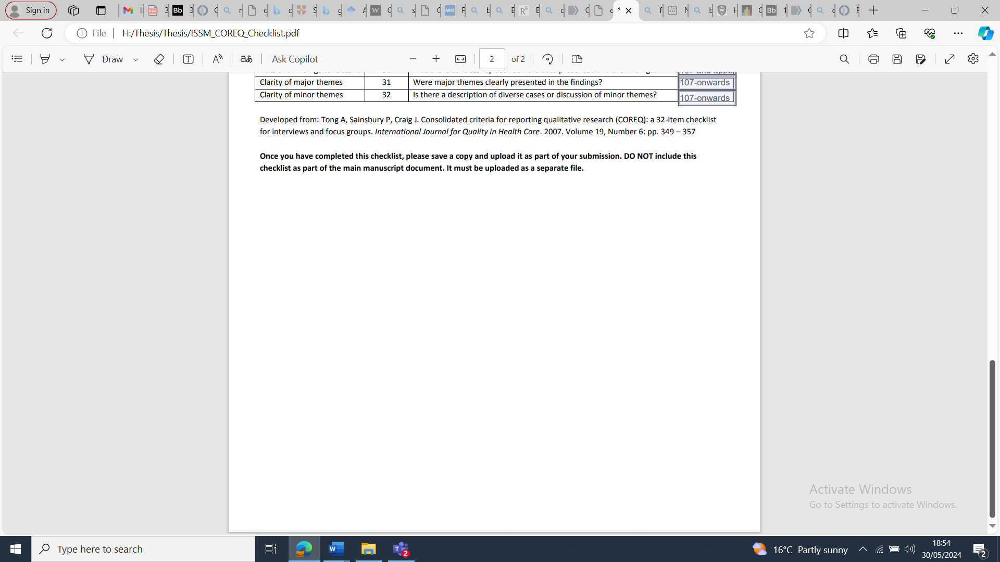 Sign in
File
H:/Thesis/Thesis/ISSM_COREQ_Checklist.pdf
Draw
Ask Copilot
2
of 2
Clarity of major themes 31 Were major themes clearly presented in the findings? 107-onwards
Clarity of minor themes 32 Is there a description of diverse cases or discussion of minor themes? 107-onwards
Developed from: Tong A, Sainsbury P, Craig J. Consolidated criteria for reporting qualitative research (COREQ): a 32-item checklist
for interviews and focus groups. International Journal for Quality in Health Care. 2007. Volume 19, Number 6: pp. 349 – 357
Once you have completed this checklist, please save a copy and upload it as part of your submission. DO NOT include this
checklist as part of the main manuscript document. It must be uploaded as a separate file.
Activate Windows
Go to Settings to activate Windows.
Type here to search
16°C Partly sunny
18:54
30/05/2024
2